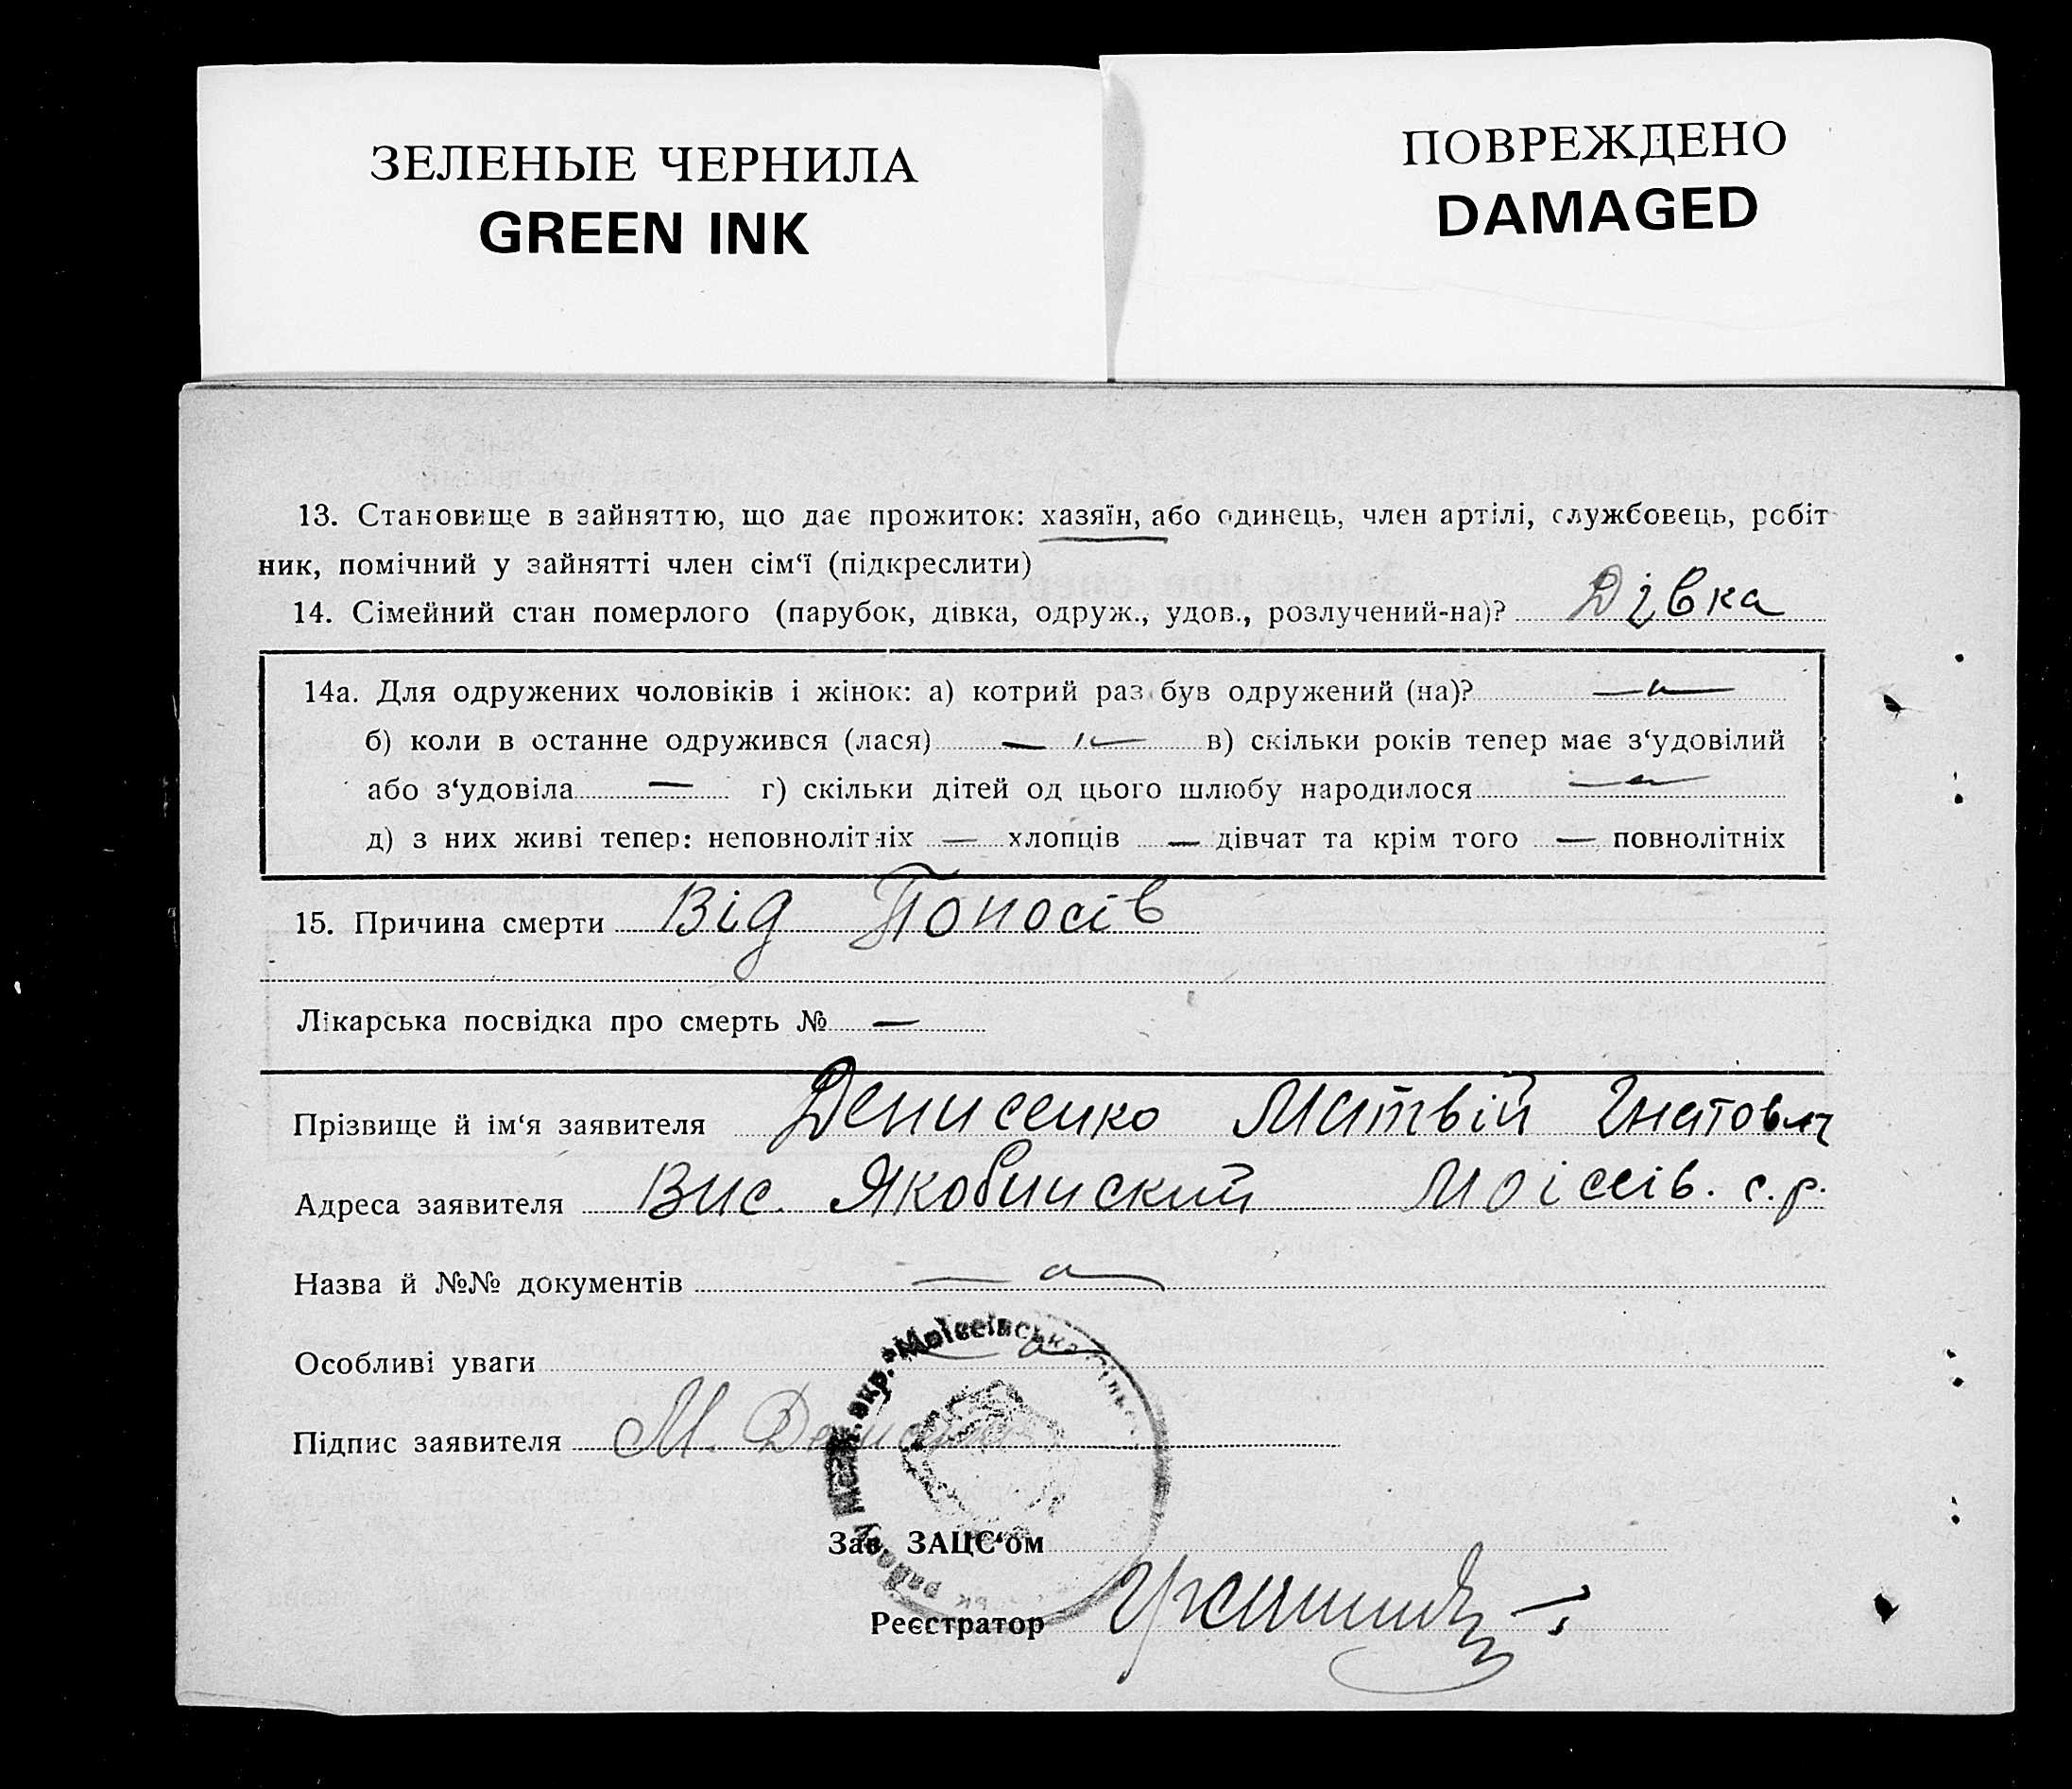 ЗЕЛЕНЫЕ ЧЕРНИЛА
GREEN INK
ПОВРЕЖДЕНО
DAMAGED
13. Становище в зайняттю, що дає прожиток: хазяїн, або одинець, член артілі, службовець, робіт
ник, помічний у зайнятті член сім‘ї (підкреслити)
14. Сімейний стан померлого (парубок, дівка, одруж., удов., розлучений-на)? Дівка
14а. Для одружених чоловіків і жінок: а) котрий раз був одружений (на)? — „ —
б) коли в останне одружився (лася) — „ — в) скільки років тепер має з‘удовілий
або з‘удовіла — г) скільки дітей од цього шлюбу народилося — „ —
д) з них живі тепер: неповнолітніх — хлопців — дівчат та крім того — повнолітніх
15. Причина смерти Від Поносів
Лікарська посвідка про смерть № —
Прізвище й ім‘я заявителя Денисенко Матвій Гнатович
Адреса заявителя Вис. Якобинский Моісеів. с.р.
Назва й №№ документів — „ —
Особливі уваги — „ —
Підпис заявителя М. Денисенко
Моісеївська
окр.
Зав. ЗАЦС‘ом
Реєстратор